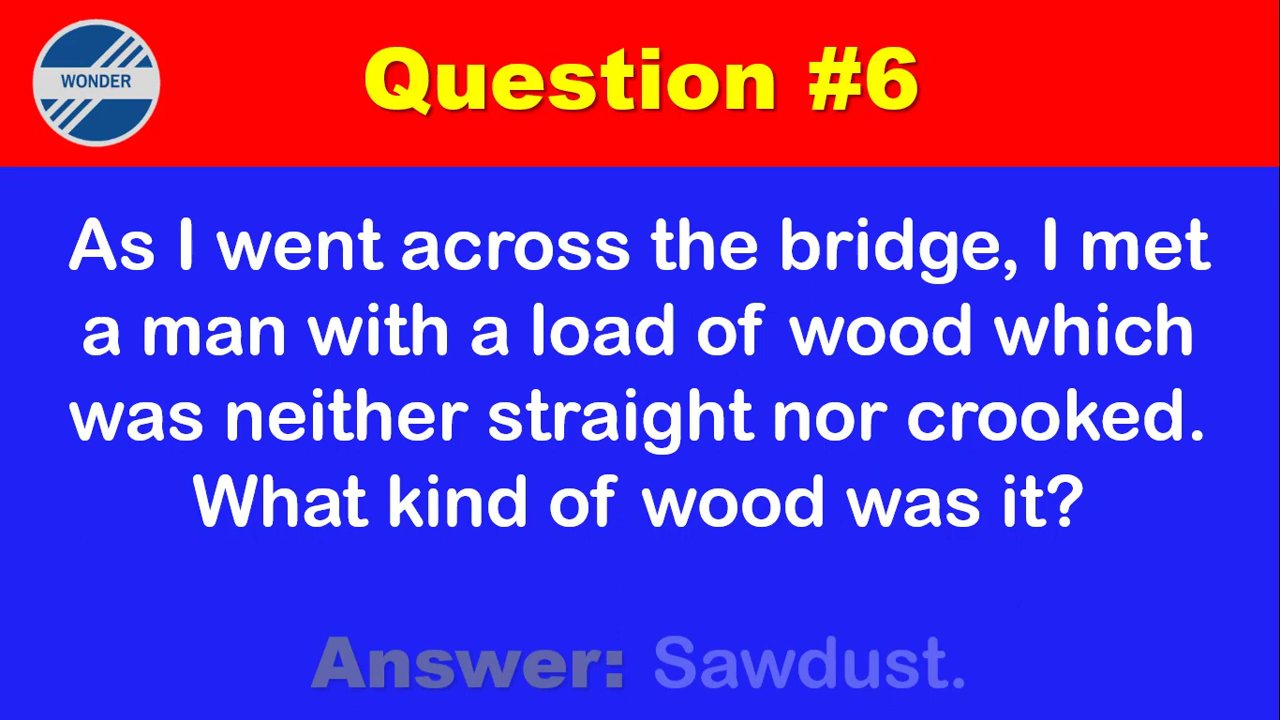 WONDER
Question #6
As I went across the bridge, I met
a man with a load of wood which
was neither straight nor crooked.
What kind of wood was it?
Answer: Sawdust.